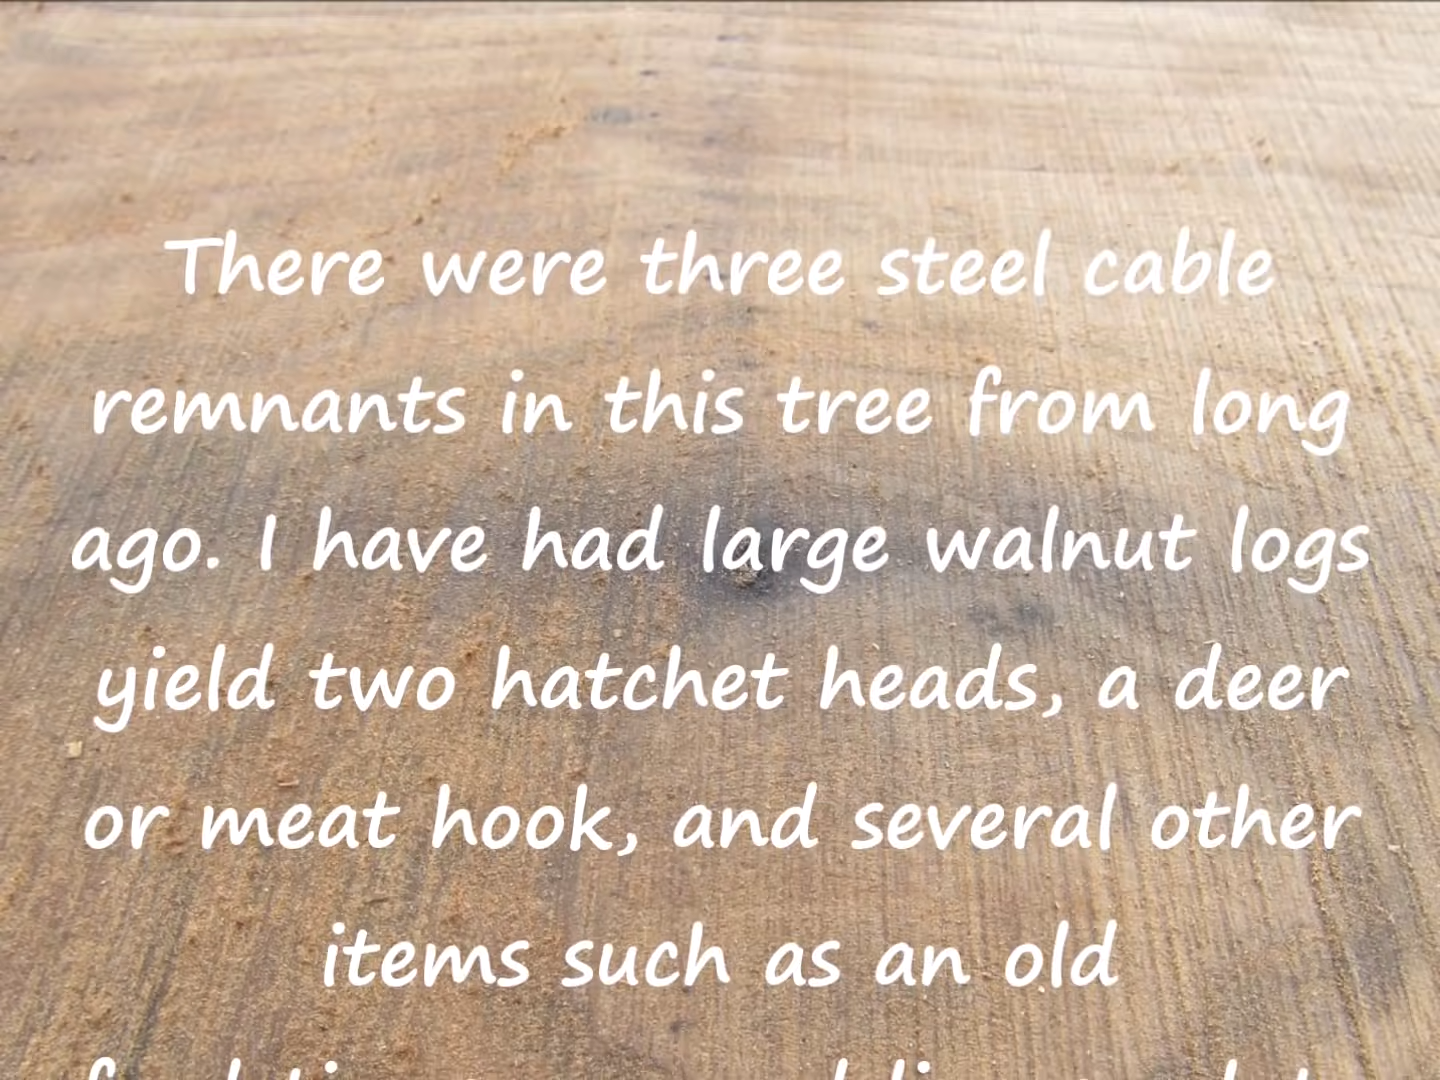 There were three steel cable
remnants in this tree from long
ago. I have had large walnut logs
yield two hatchet heads, a deer
or meat hook, and several other
items such as an old